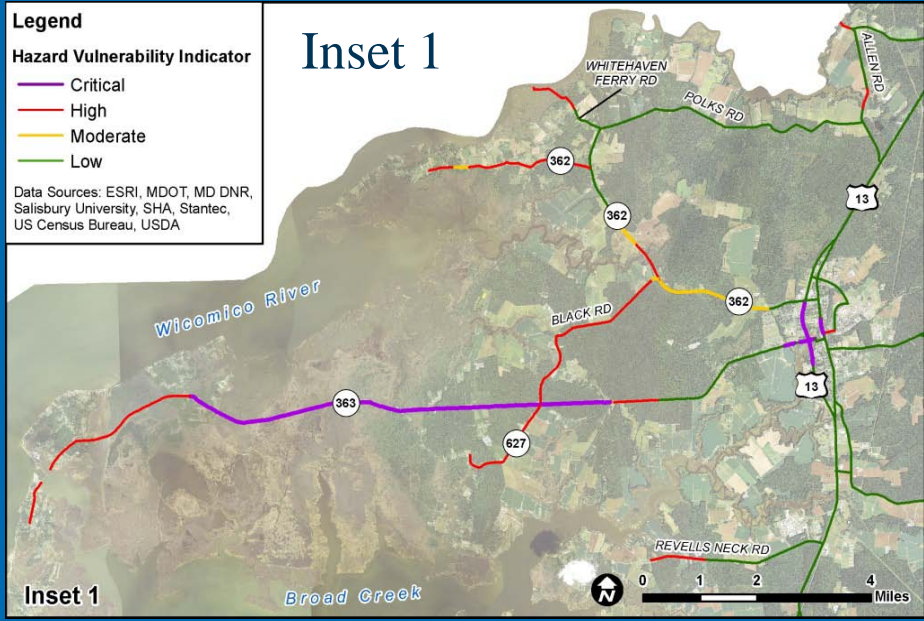 Legend
Hazard Vulnerability Indicator
Critical
High
Moderate
Low
Data Sources: ESRI, MDOT, MD DNR,
Salisbury University, SHA, Stantec,
US Census Bureau, USDA
Inset 1
WHITEHAVEN
FERRY RD
POLKS RD
ALLEN RD
362
13
362
362
Wicomico River
BLACK RD
363
13
627
REVELLS NECK RD
Inset 1
Broad Creek
N
0 1 2 4
Miles